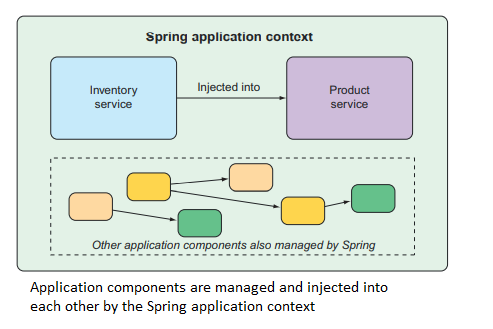 Spring application context
Inventory
service
Injected into
Product
service
Other application components also managed by Spring
Application components are managed and injected into
each other by the Spring application context